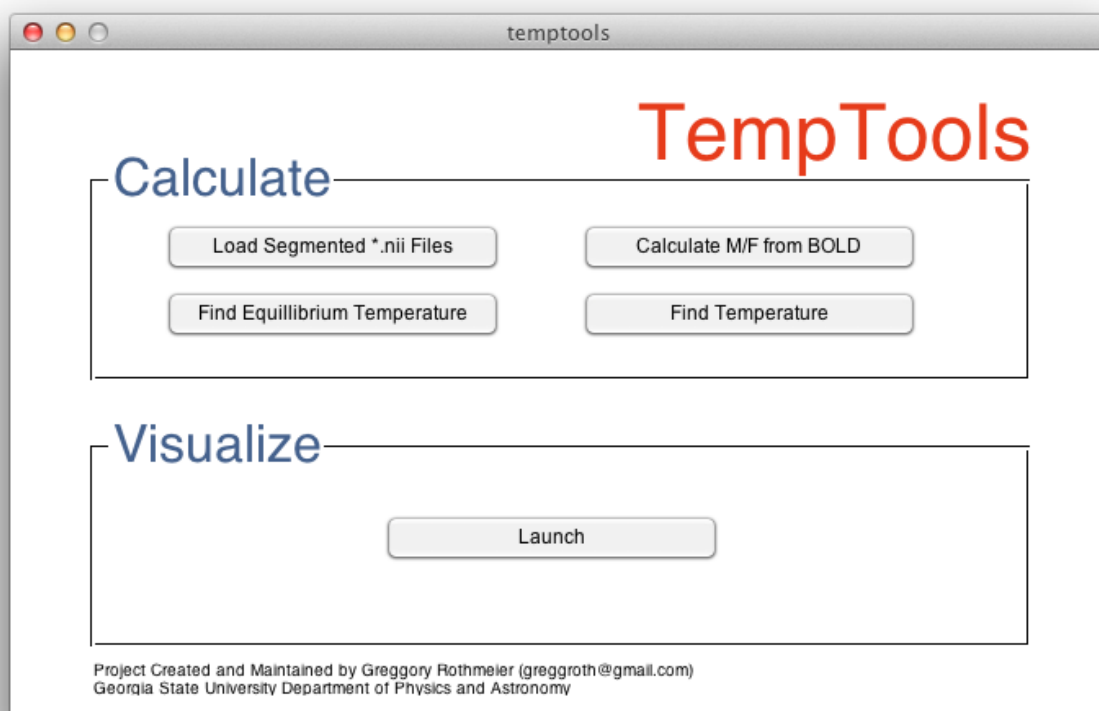 temptools
TempTools
Calculate
Load Segmented *.nii Files
Calculate M/F from BOLD
Find Equillibrium Temperature
Find Temperature
Visualize
Launch
Project Created and Maintained by Greggory Rothmeier (greggroth@gmail.com)
Georgia State University Department of Physics and Astronomy